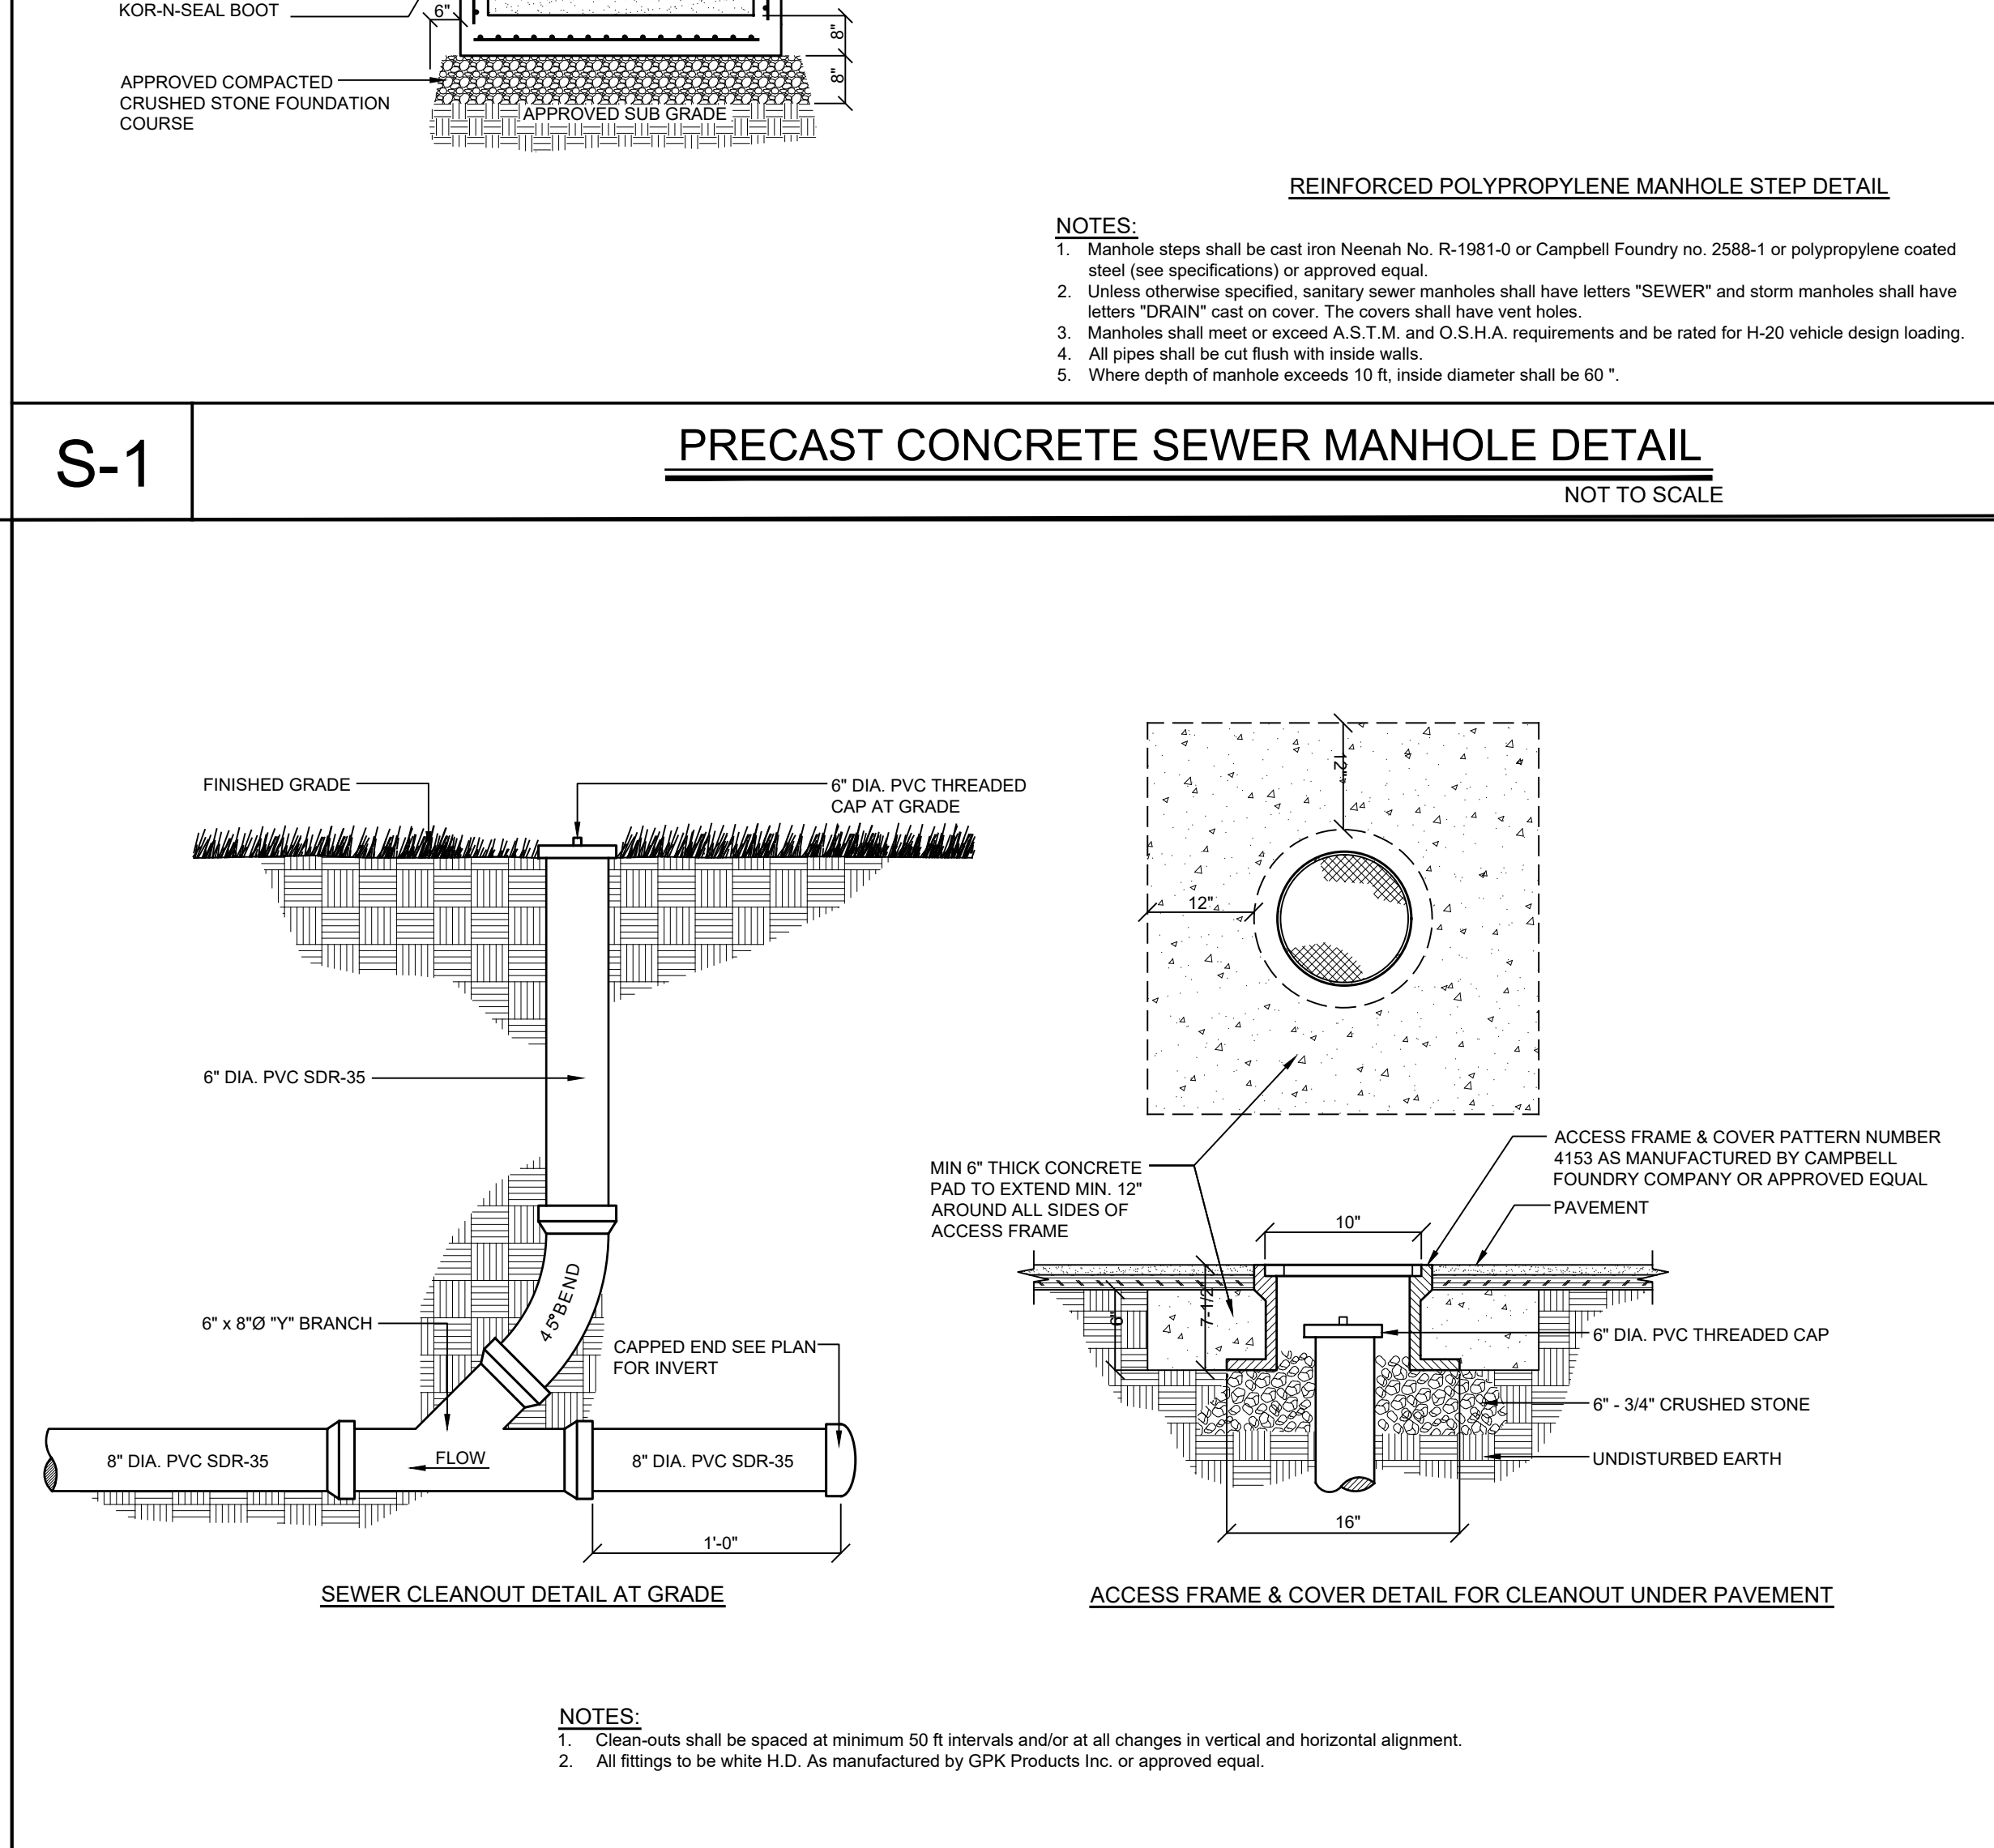 KOR-N-SEAL BOOT
6"
8"
8"
APPROVED COMPACTED
CRUSHED STONE FOUNDATION
COURSE
APPROVED SUB GRADE
REINFORCED POLYPROPYLENE MANHOLE STEP DETAIL
NOTES:
1. Manhole steps shall be cast iron Neenah No. R-1981-0 or Campbell Foundry no. 2588-1 or polypropylene coated
steel (see specifications) or approved equal.
2. Unless otherwise specified, sanitary sewer manholes shall have letters "SEWER" and storm manholes shall have
letters "DRAIN" cast on cover. The covers shall have vent holes.
3. Manholes shall meet or exceed A.S.T.M. and O.S.H.A. requirements and be rated for H-20 vehicle design loading.
4. All pipes shall be cut flush with inside walls.
5. Where depth of manhole exceeds 10 ft, inside diameter shall be 60 ".
S-1
PRECAST CONCRETE SEWER MANHOLE DETAIL
NOT TO SCALE
FINISHED GRADE
6" DIA. PVC THREADED
CAP AT GRADE
6" DIA. PVC SDR-35
45°BEND
6" x 8"Ø "Y" BRANCH
CAPPED END SEE PLAN
FOR INVERT
8" DIA. PVC SDR-35
FLOW
8" DIA. PVC SDR-35
1'-0"
SEWER CLEANOUT DETAIL AT GRADE
12"
12"
MIN 6" THICK CONCRETE
PAD TO EXTEND MIN. 12"
AROUND ALL SIDES OF
ACCESS FRAME
ACCESS FRAME & COVER PATTERN NUMBER
4153 AS MANUFACTURED BY CAMPBELL
FOUNDRY COMPANY OR APPROVED EQUAL
PAVEMENT
10"
6"
7-1/2"
6" DIA. PVC THREADED CAP
6" - 3/4" CRUSHED STONE
UNDISTURBED EARTH
16"
ACCESS FRAME & COVER DETAIL FOR CLEANOUT UNDER PAVEMENT
NOTES:
1. Clean-outs shall be spaced at minimum 50 ft intervals and/or at all changes in vertical and horizontal alignment.
2. All fittings to be white H.D. As manufactured by GPK Products Inc. or approved equal.